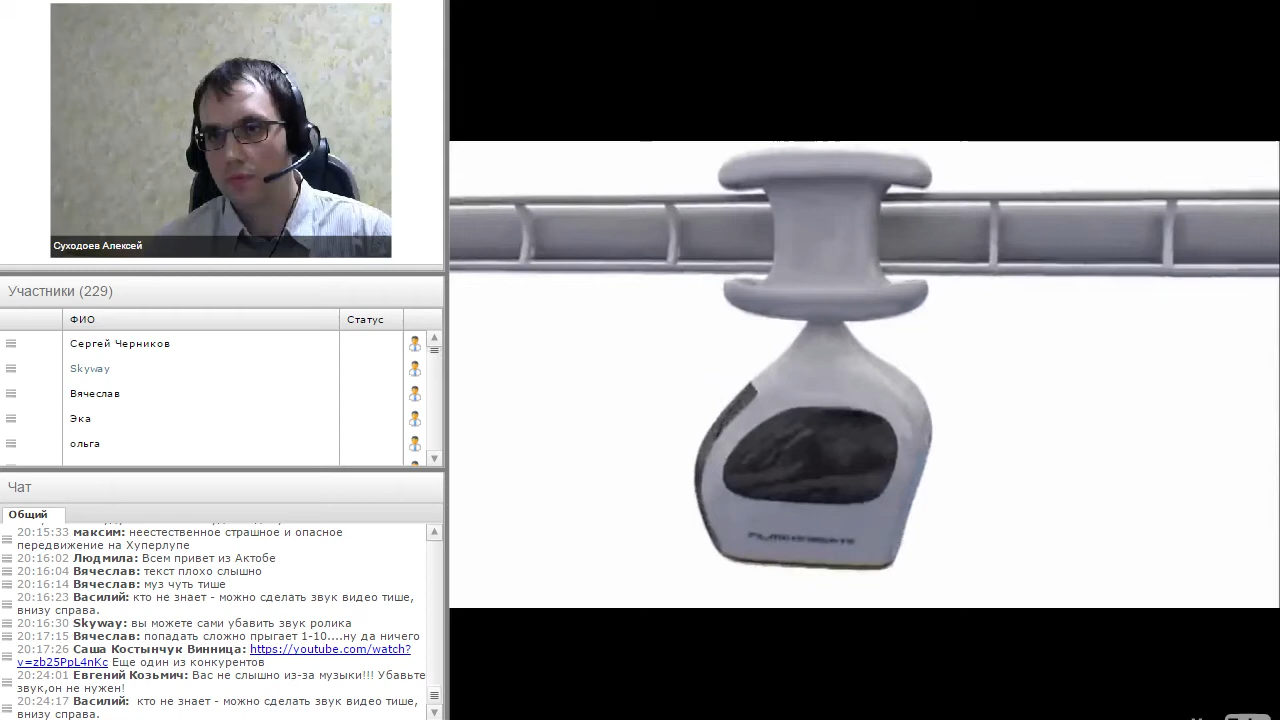 Суходоев Алексей
Участники (229)
ФИО
Статус
Сергей Черников
Skyway
Вячеслав
Эка
ольга
Чат
Общий
20:15:33 максим: неестественное страшное и опасное
передвижение на Хуперлупе
20:16:02 Людмила: Всем привет из Актобе
20:16:04 Вячеслав: текст плохо слышно
20:16:14 Вячеслав: муз чуть тише
20:16:23 Василий: кто не знает - можно сделать звук видео тише,
внизу справа.
20:16:30 Skyway: вы можете сами убавить звук ролика
20:17:15 Вячеслав: попадать сложно прыгает 1-10....ну да ничего
20:17:26 Саша Костынчук Винница: https://youtube.com/watch?
v=zb25PpL4nKc Еще один из конкурентов
20:24:01 Евгений Козьмич: Вас не слышно из-за музыки!!! Убавьте
звук,он не нужен!
20:24:17 Василий: кто не знает - можно сделать звук видео тише,
внизу справа.